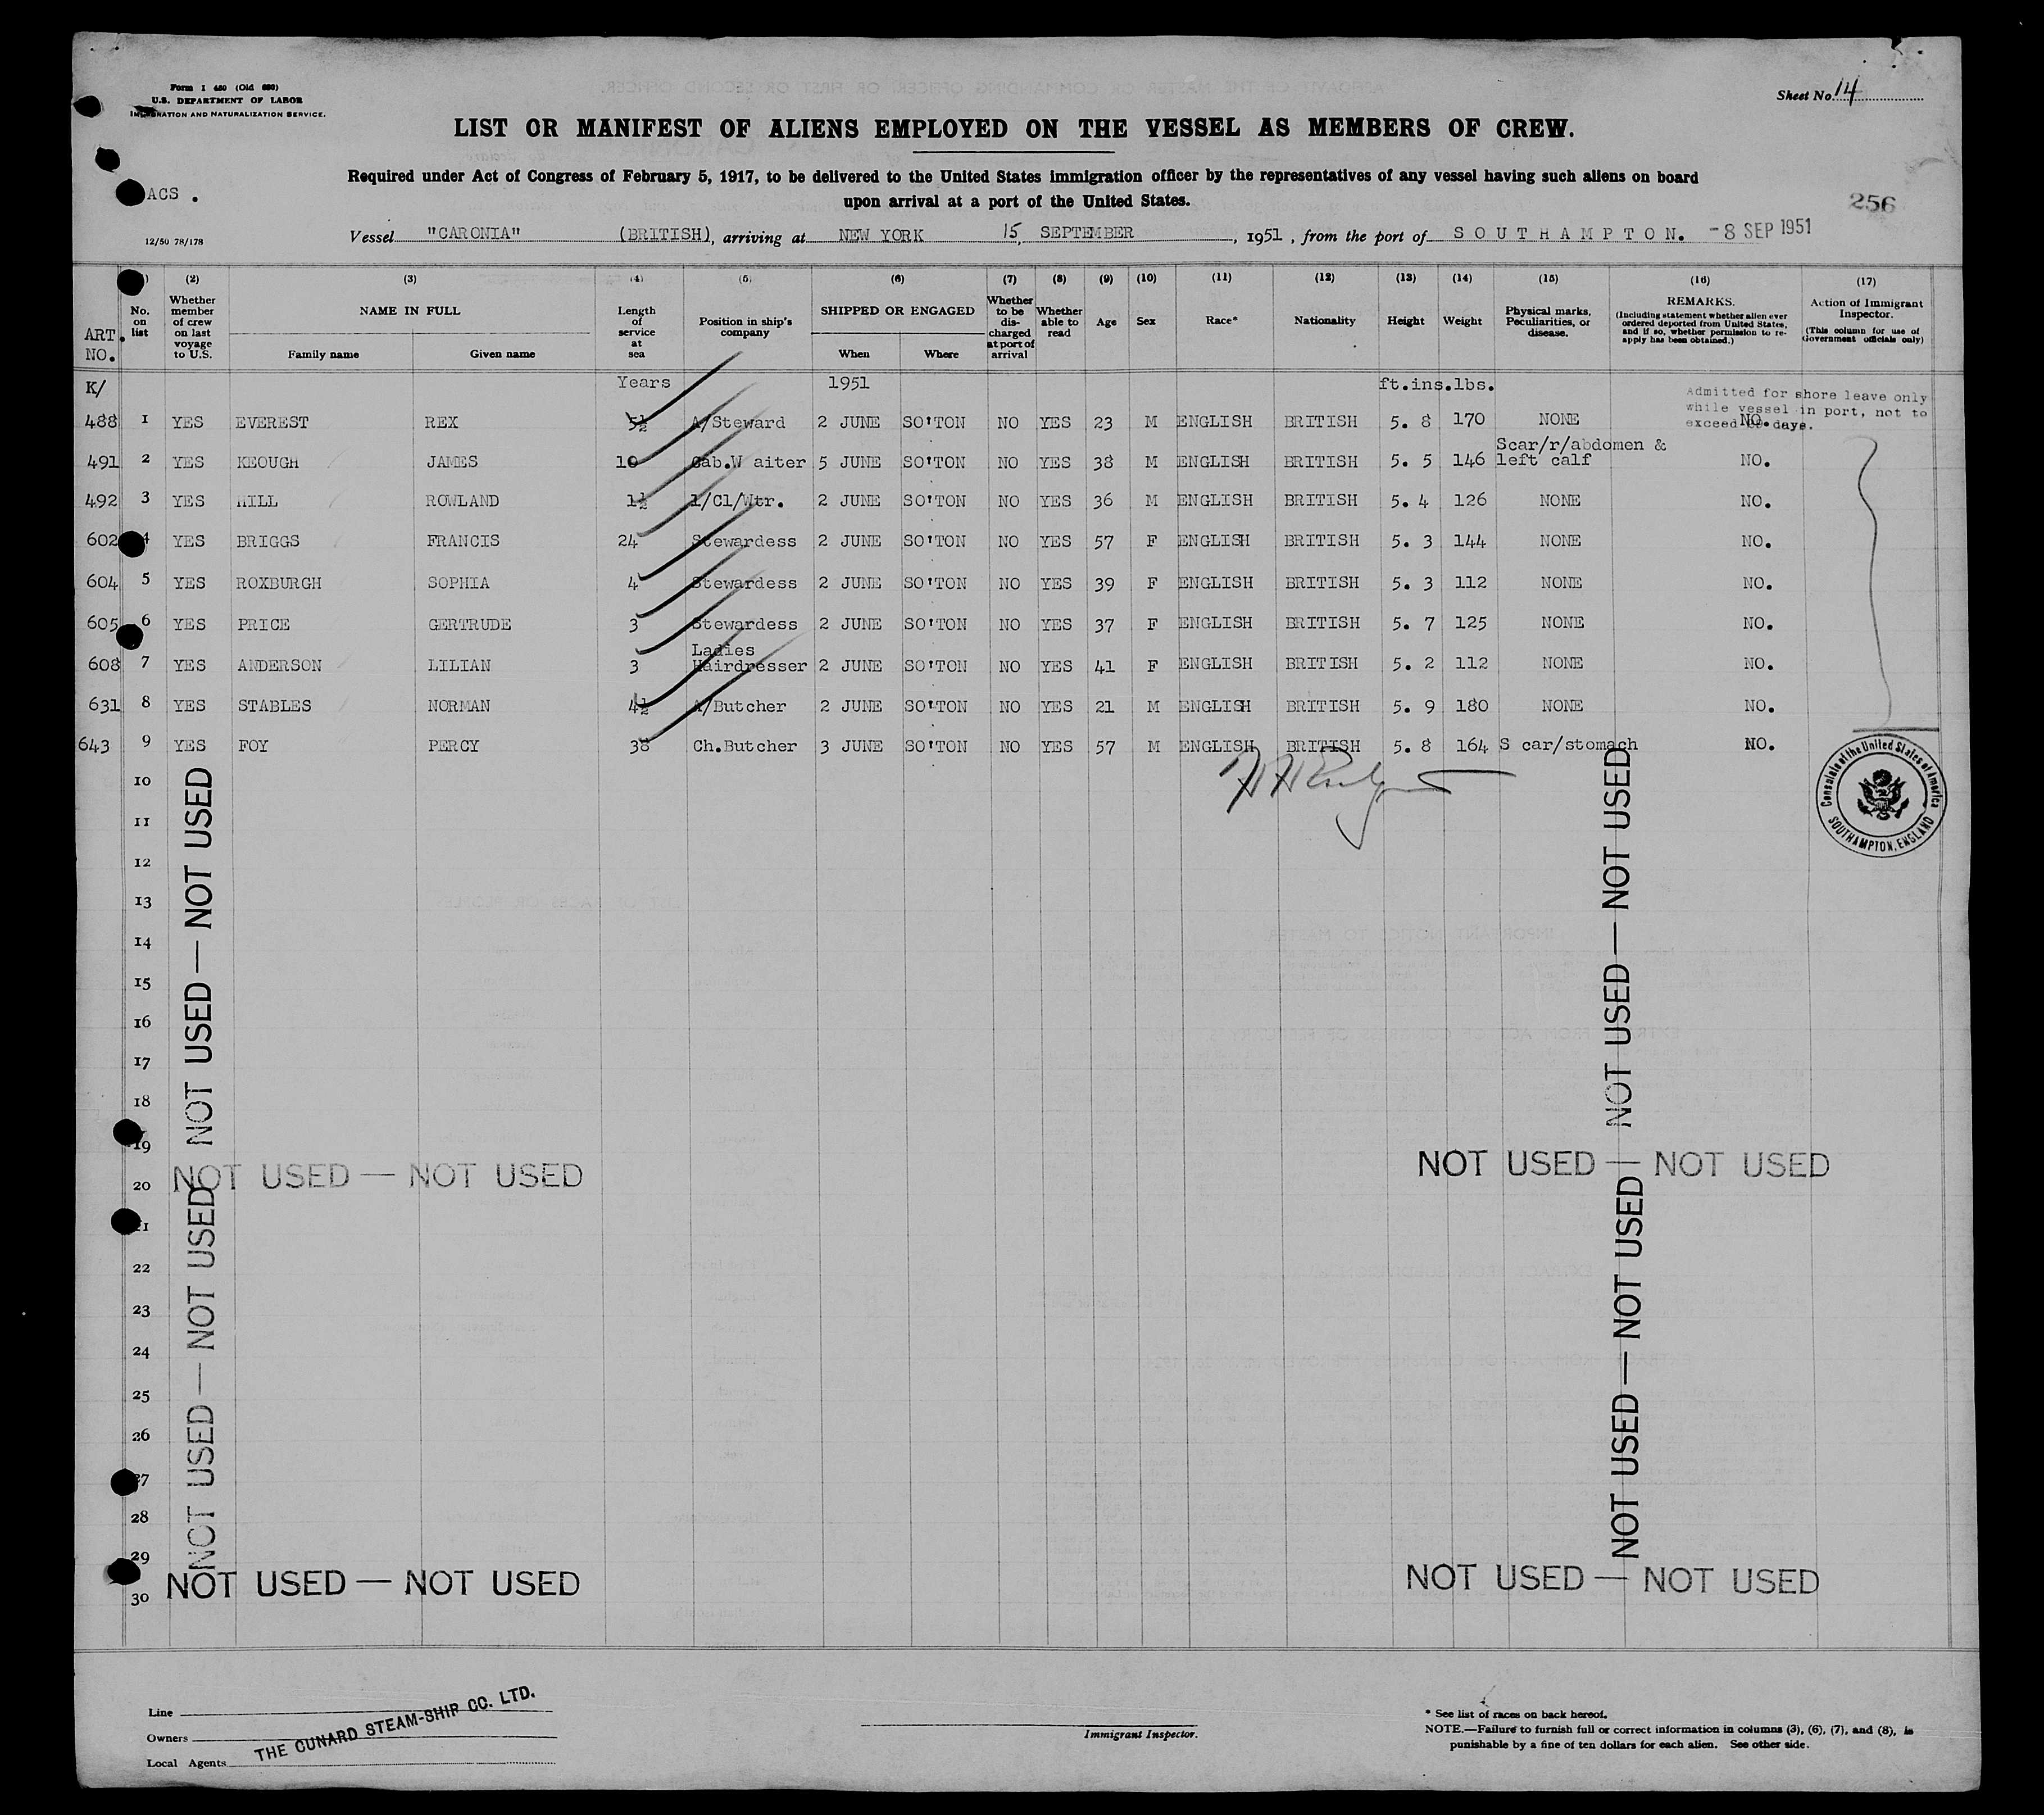 Form I 480 (Old 680)
U.S. DEPARTMENT OF LABOR
IMMIGRATION AND NATURALIZATION SERVICE.
Sheet No. 14
LIST OR MANIFEST OF ALIENS EMPLOYED ON THE VESSEL AS MEMBERS OF CREW.
Required under Act of Congress of February 5, 1917, to be delivered to the United States immigration officer by the representatives of any vessel having such aliens on board
upon arrival at a port of the United States.
ACS .
256
12/50 78/178
Vessel "CARONIA" (BRITISH), arriving at NEW YORK 15, SEPTEMBER, 1951, from the port of SOUTHAMPTON. -8 SEP 1951
(2) (3) (4) (5) (6) (7) (8) (9) (10) (11) (12) (13) (14) (15) (16) (17)
ART. NO.
No. on list
Whether member of crew on last voyage to U.S.
NAME IN FULL
Family name
Given name
Length of service at sea
Position in ship's company
SHIPPED OR ENGAGED
When
Where
Whether to be discharged at port of arrival
Whether able to read
Age
Sex
Race*
Nationality
Height
Weight
Physical marks, Peculiarities, or disease.
REMARKS.
(Including statement whether alien ever ordered deported from United States, and if so, whether permission to re-apply has been obtained.)
Action of Immigrant Inspector.
(This column for use of Government officials only)
K/ Years 1951 ft.ins.lbs.
Admitted for shore leave only
while vessel in port, not to
exceed days.
488 1 YES EVEREST REX 5½ A/Steward 2 JUNE SO'TON NO YES 23 M ENGLISH BRITISH 5. 8 170 NONE NO.
491 2 YES KEOUGH JAMES 10 Cab.W aiter 5 JUNE SO'TON NO YES 38 M ENGLISH BRITISH 5. 5 146 Scar/r/abdomen & left calf NO.
492 3 YES HILL ROWLAND 1½ 1/Cl/Wtr. 2 JUNE SO'TON NO YES 36 M ENGLISH BRITISH 5. 4 126 NONE NO.
602 4 YES BRIGGS FRANCIS 24 Stewardess 2 JUNE SO'TON NO YES 57 F ENGLISH BRITISH 5. 3 144 NONE NO.
604 5 YES ROXBURGH SOPHIA 4 Stewardess 2 JUNE SO'TON NO YES 39 F ENGLISH BRITISH 5. 3 112 NONE NO.
605 6 YES PRICE GERTRUDE 3 Stewardess 2 JUNE SO'TON NO YES 37 F ENGLISH BRITISH 5. 7 125 NONE NO.
608 7 YES ANDERSON LILIAN 3 Ladies Hairdresser 2 JUNE SO'TON NO YES 41 F ENGLISH BRITISH 5. 2 112 NONE NO.
631 8 YES STABLES NORMAN 4½ A/Butcher 2 JUNE SO'TON NO YES 21 M ENGLISH BRITISH 5. 9 180 NONE NO.
643 9 YES FOY PERCY 38 Ch.Butcher 3 JUNE SO'TON NO YES 57 M ENGLISH BRITISH 5. 8 164 S car/stomach NO.
Consulate of the United States of America
SOUTHAMPTON, ENGLAND
10
11
12
13
14
15
16
17
18
19
20
21
22
23
24
25
26
27
28
29
30
NOT USED — NOT USED
NOT USED — NOT USED
NOT USED — NOT USED
NOT USED — NOT USED
NOT USED — NOT USED
NOT USED — NOT USED
NOT USED — NOT USED
NOT USED — NOT USED
Line
Owners
Local Agents
THE CUNARD STEAM-SHIP CO. LTD.
Immigrant Inspector.
* See list of races on back hereof.
NOTE.—Failure to furnish full or correct information in columns (3), (6), (7), and (8), is
punishable by a fine of ten dollars for each alien. See other side.